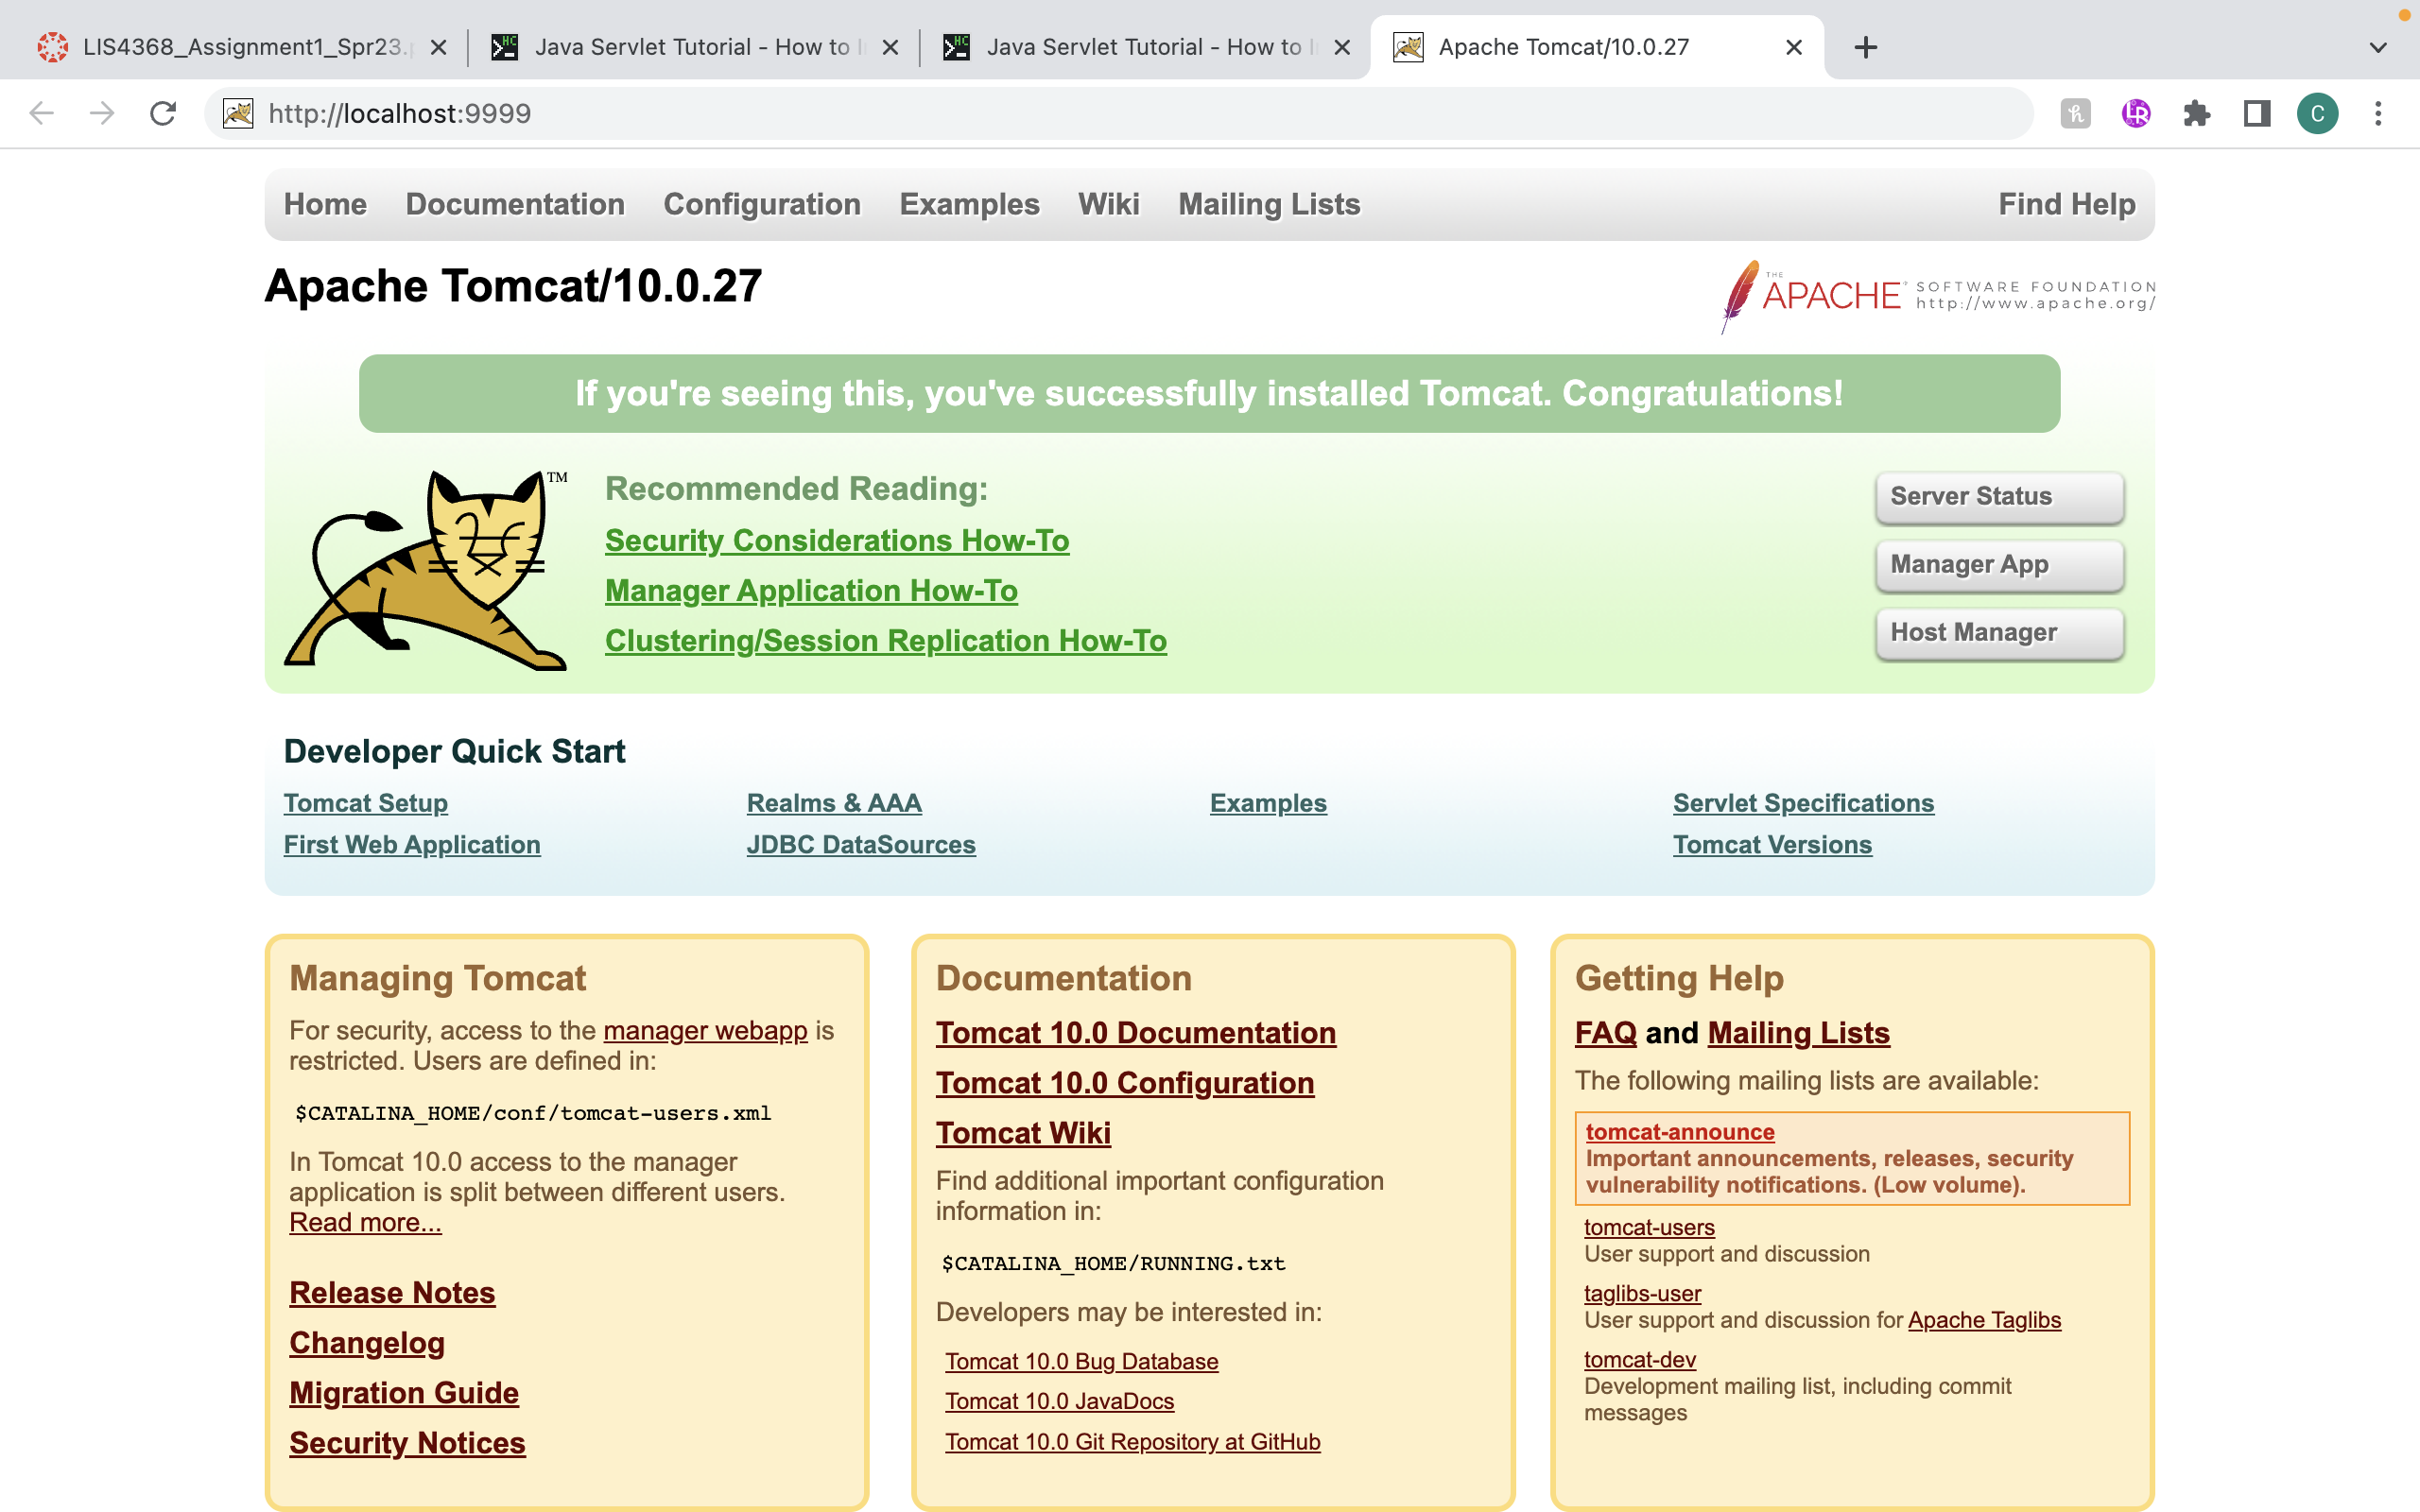 LIS4368_Assignment1_Spr23.
Java Servlet Tutorial - How to I
Java Servlet Tutorial - How to I
Apache Tomcat/10.0.27
http://localhost:9999
C
Home Documentation Configuration Examples Wiki Mailing Lists Find Help
Apache Tomcat/10.0.27
THE APACHE SOFTWARE FOUNDATION
http://www.apache.org/
If you're seeing this, you've successfully installed Tomcat. Congratulations!
TM
Recommended Reading:
Security Considerations How-To
Manager Application How-To
Clustering/Session Replication How-To
Server Status
Manager App
Host Manager
Developer Quick Start
Tomcat Setup
First Web Application
Realms & AAA
JDBC DataSources
Examples
Servlet Specifications
Tomcat Versions
Managing Tomcat
For security, access to the manager webapp is
restricted. Users are defined in:
$CATALINA_HOME/conf/tomcat-users.xml
In Tomcat 10.0 access to the manager
application is split between different users.
Read more...
Release Notes
Changelog
Migration Guide
Security Notices
Documentation
Tomcat 10.0 Documentation
Tomcat 10.0 Configuration
Tomcat Wiki
Find additional important configuration
information in:
$CATALINA_HOME/RUNNING.txt
Developers may be interested in:
Tomcat 10.0 Bug Database
Tomcat 10.0 JavaDocs
Tomcat 10.0 Git Repository at GitHub
Getting Help
FAQ and Mailing Lists
The following mailing lists are available:
tomcat-announce
Important announcements, releases, security
vulnerability notifications. (Low volume).
tomcat-users
User support and discussion
taglibs-user
User support and discussion for Apache Taglibs
tomcat-dev
Development mailing list, including commit
messages